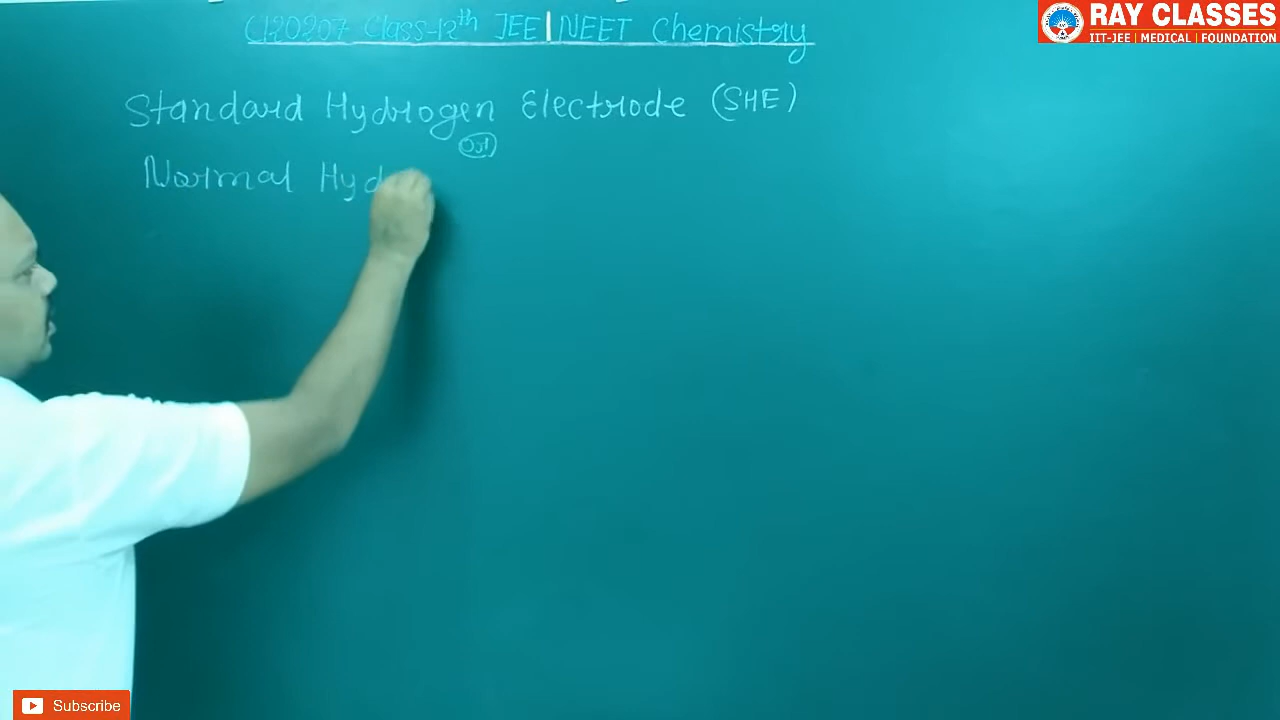 C120207 Class-12th JEE|NEET Chemistry
RAY CLASSES
IIT-JEE | MEDICAL | FOUNDATION
Standard Hydrogen Electrode (SHE)
Or
Normal Hyd
Subscribe